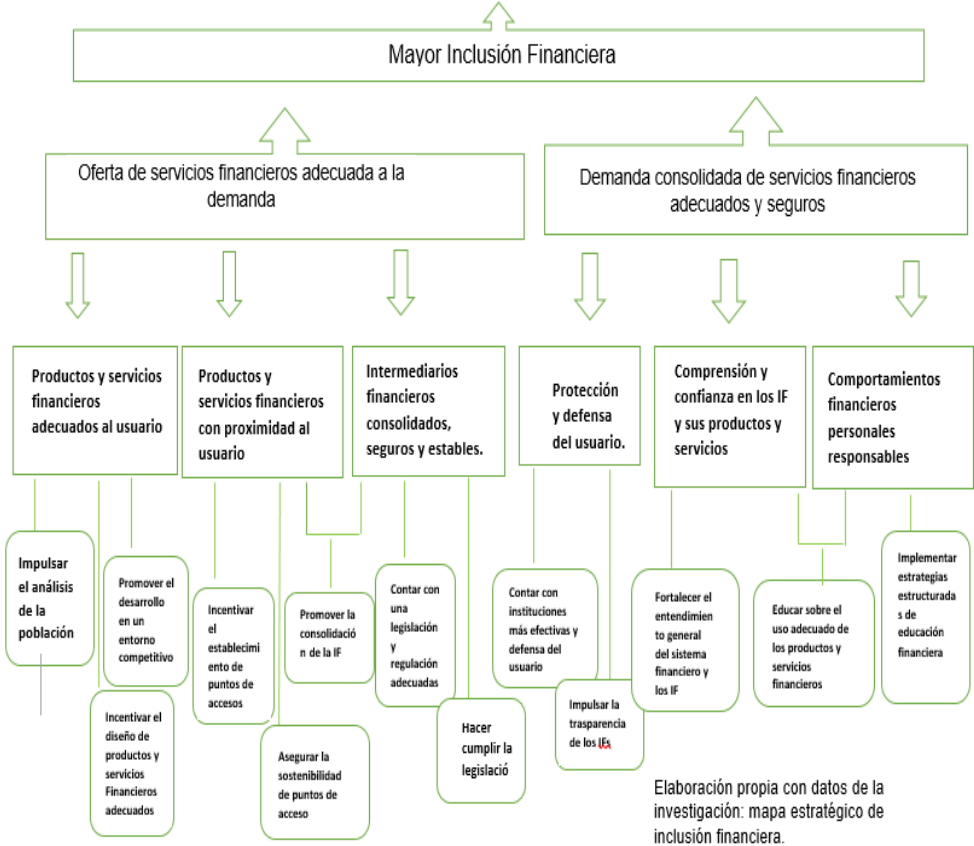 Mayor Inclusión Financiera
Oferta de servicios financieros adecuada a la
demanda
Demanda consolidada de servicios financieros
adecuados y seguros
Productos y servicios
financieros
adecuados al usuario
Productos y
servicios financieros
con proximidad al
usuario
Intermediarios
financieros
consolidados,
seguros y estables.
Protección
y defensa
del usuario.
Comprensión y
confianza en los IF
y sus productos y
servicios
Comportamientos
financieros
personales
responsables
Impulsar
el análisis
de la
población
Promover el
desarrollo
en un
entorno
competitivo
Incentivar el
diseño de
productos y
servicios
Financieros
adecuados
Incentivar
el
establecimi
ento de
puntos de
accesos
Asegurar la
sostenibilidad
de puntos de
acceso
Promover la
consolidació
n de la IF
Contar con
una
legislación
y
regulación
adecuadas
Hacer
cumplir la
legislació
Contar con
instituciones
más efectivas y
defensa del
usuario
Impulsar la
trasparencia
de los IFs
Fortalecer el
entendimien
to general
del sistema
financiero y
los IF
Educar sobre el
uso adecuado de
los productos y
servicios
financieros
Implementar
estrategias
estructurada
s de
educación
financiera
Elaboración propia con datos de la
investigación: mapa estratégico de
inclusión financiera.